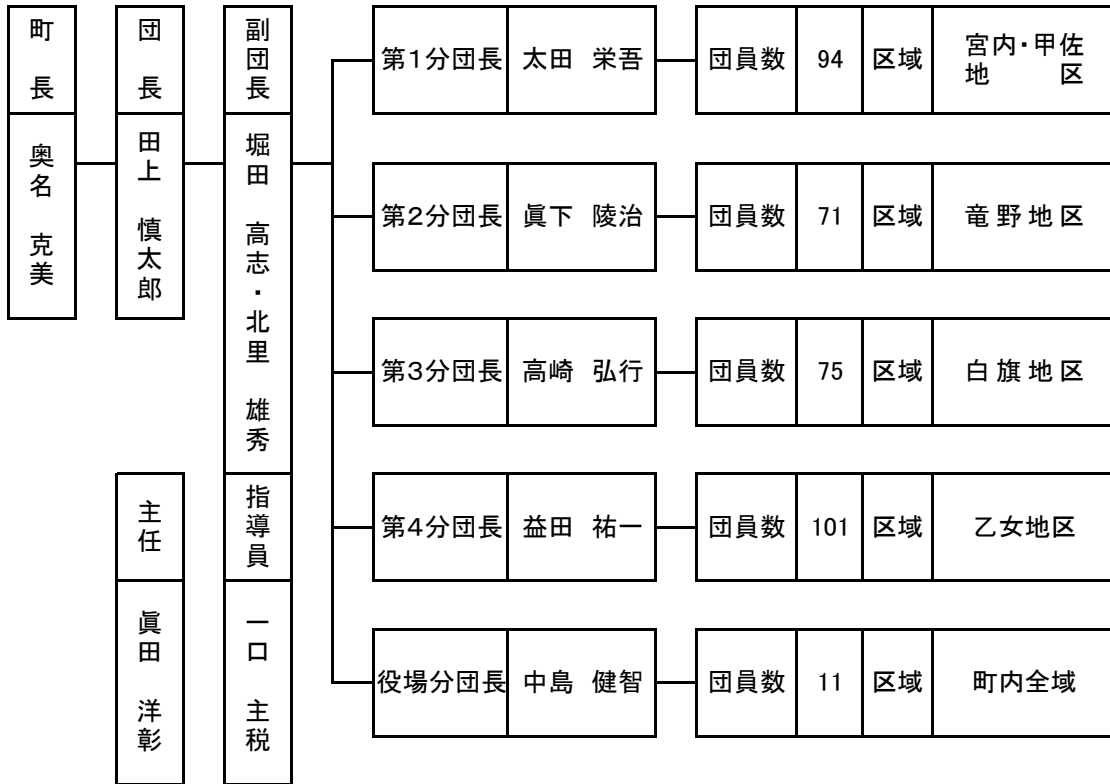 町長
奥名 克美
団長
田上 慎太郎
副団長
堀田 高志・北里 雄秀
主任
眞田 洋彰
指導員
一口 主税
第1分団長 太田 栄吾 団員数 94 区域 宮内・甲佐
地区
第2分団長 眞下 陵治 団員数 71 区域 竜野地区
第3分団長 高崎 弘行 団員数 75 区域 白旗地区
第4分団長 益田 祐一 団員数 101 区域 乙女地区
役場分団長 中島 健智 団員数 11 区域 町内全域